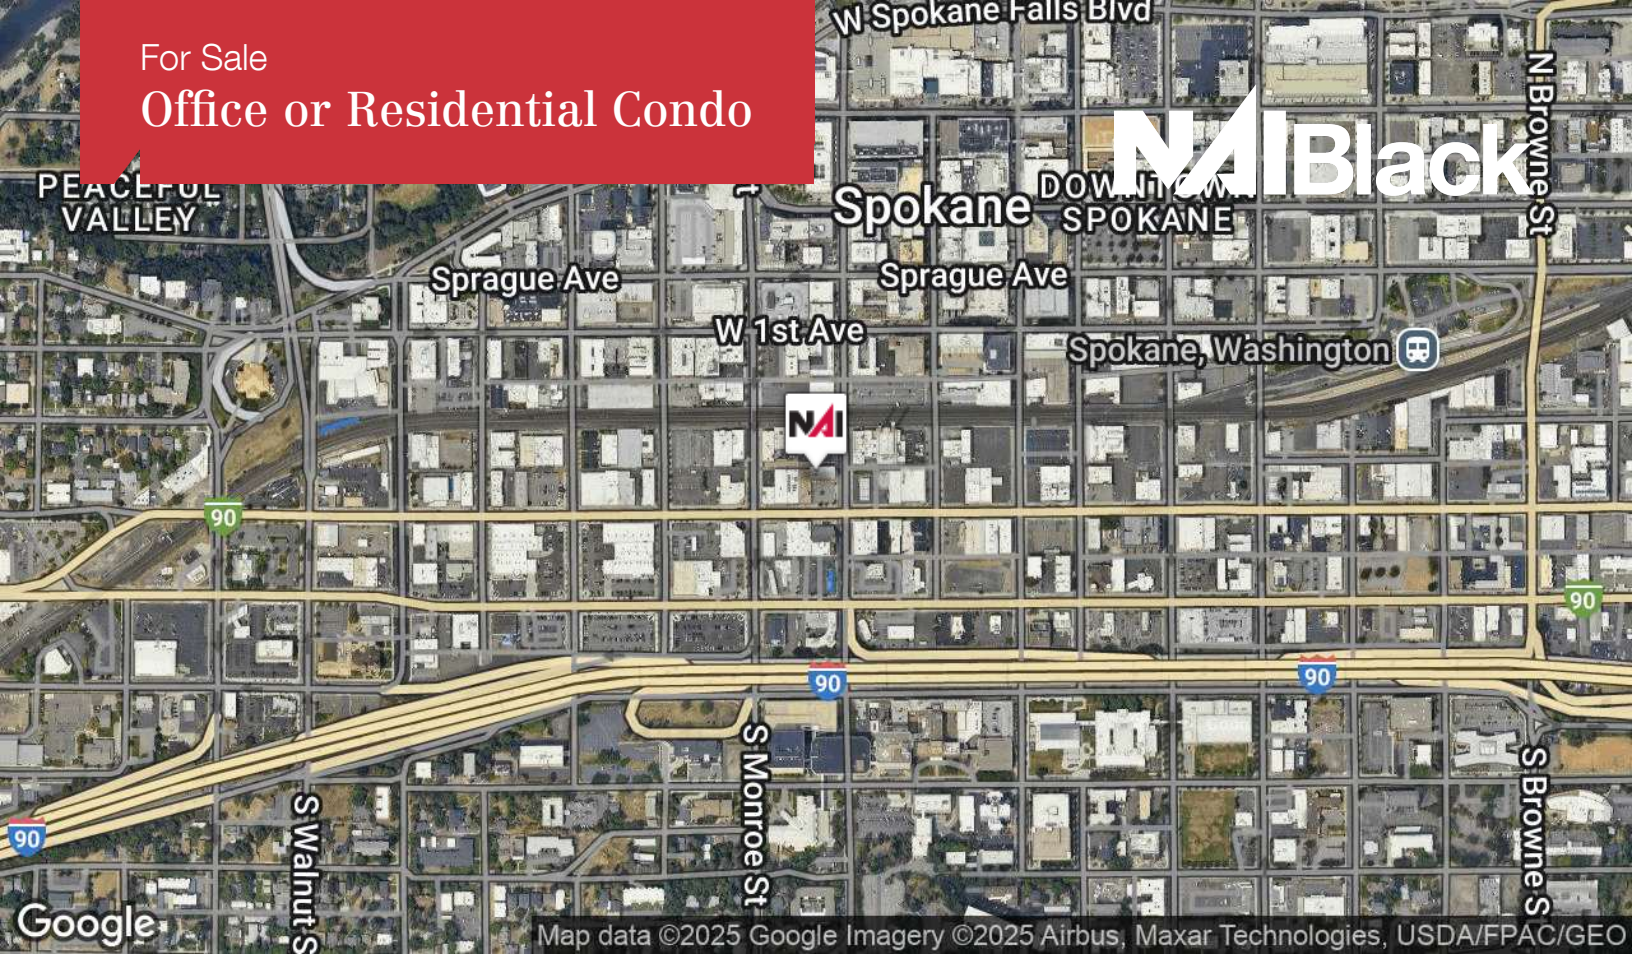 For Sale
Office or Residential Condo
W Spokane Falls Blvd
N Browne St
NAIBlack
PEACEFUL
VALLEY
Spokane
DOWNTOWN
SPOKANE
Sprague Ave
Sprague Ave
W 1st Ave
Spokane, Washington
NAI
90
90
90
90
90
S Walnut S
S Monroe St
S Browne S
Google
Map data ©2025 Google Imagery ©2025 Airbus, Maxar Technologies, USDA/FPAC/GEO